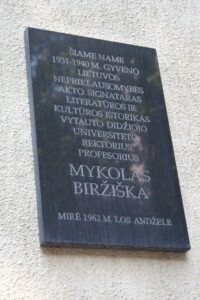 ŠIAME NAME
1931-1940 M. GYVENO
LIETUVOS
NEPRIKLAUSOMYBĖS
AKTO SIGNATARAS
LITERATŪROS IR
KULTŪROS ISTORIKAS
VYTAUTO DIDŽIOJO
UNIVERSITETO
REKTORIUS
PROFESORIUS
MYKOLAS
BIRŽIŠKA
MIRĖ 1962 M. LOS ANDŽELE